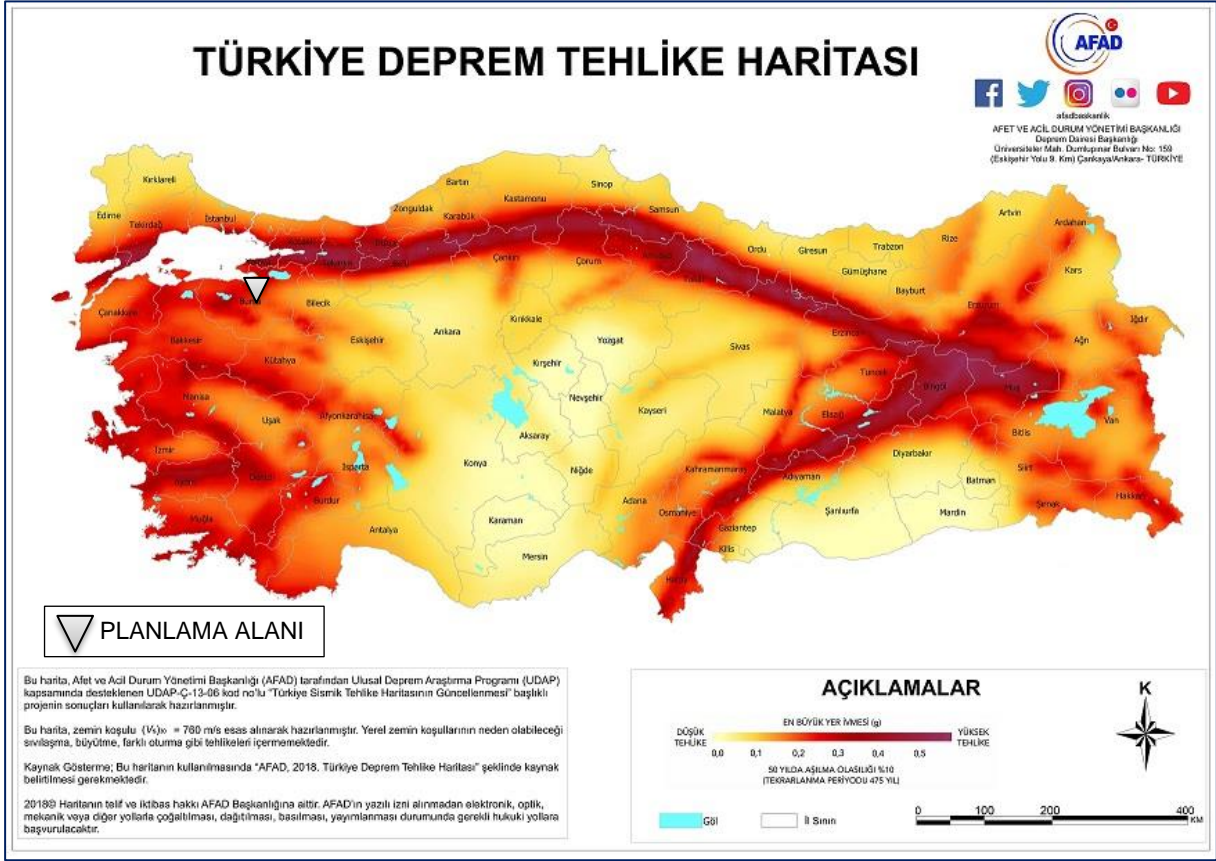 TÜRKİYE DEPREM TEHLİKE HARİTASI
AFAD
afadbaskanlik
AFET VE ACİL DURUM YÖNETİMİ BAŞKANLIĞI
Deprem Dairesi Başkanlığı
Üniversiteler Mah. Dumlupınar Bulvarı No: 159
(Eskişehir Yolu 9. Km) Çankaya/Ankara- TÜRKİYE
Kırklareli
Edirne
Tekirdağ
İstanbul
Bartın
Zonguldak
Karabük
Kastamonu
Sinop
Samsun
Ordu
Giresun
Trabzon
Rize
Artvin
Ardahan
Kars
Gümüşhane
Bayburt
Erzurum
Iğdır
Ağrı
Çanakkale
Bilecik
Eskişehir
Ankara
Çankırı
Çorum
Kırıkkale
Yozgat
Sivas
Erzincan
Tunceli
Bingöl
Muş
Balıkesir
Kütahya
Kırşehir
Nevşehir
Kayseri
Malatya
Elazığ
Bitlis
Van
Manisa
Uşak
Afyonkarahisar
Aksaray
Konya
Niğde
Kahramanmaraş
Adıyaman
Diyarbakır
Batman
Siirt
Şırnak
Hakkari
İzmir
Aydın
Denizli
Isparta
Burdur
Muğla
Antalya
Karaman
Mersin
Adana
Osmaniye
Gaziantep
Kilis
Şanlıurfa
Mardin
Hatay
PLANLAMA ALANI
Bu harita, Afet ve Acil Durum Yönetimi Başkanlığı (AFAD) tarafından Ulusal Deprem Araştırma Programı (UDAP)
kapsamında desteklenen UDAP-Ç-13-06 kod no'lu "Türkiye Sismik Tehlike Haritasının Güncellenmesi" başlıklı
projenin sonuçları kullanılarak hazırlanmıştır.
Bu harita, zemin koşulu (Vₛ)₃₀ = 760 m/s esas alınarak hazırlanmıştır. Yerel zemin koşullarının neden olabileceği
sıvılaşma, büyütme, farklı oturma gibi tehlikeleri içermemektedir.
Kaynak Gösterme; Bu haritanın kullanılmasında "AFAD, 2018. Türkiye Deprem Tehlike Haritası" şeklinde kaynak
belirtilmesi gerekmektedir.
2018© Haritanın telif ve iktibas hakkı AFAD Başkanlığına aittir. AFAD'ın yazılı izni alınmadan elektronik, optik,
mekanik veya diğer yollarla çoğaltılması, dağıtılması, basılması, yayımlanması durumunda gerekli hukuki yollara
başvurulacaktır.
AÇIKLAMALAR
K
EN BÜYÜK YER İVMESİ (g)
DÜŞÜK TEHLİKE
YÜKSEK TEHLİKE
0,0 0,1 0,2 0,3 0,4 0,5
50 YILDA AŞILMA OLASILIĞI %10
(TEKRARLANMA PERİYODU 475 YIL)
Göl
İl Sınırı
0 100 200 400
KM